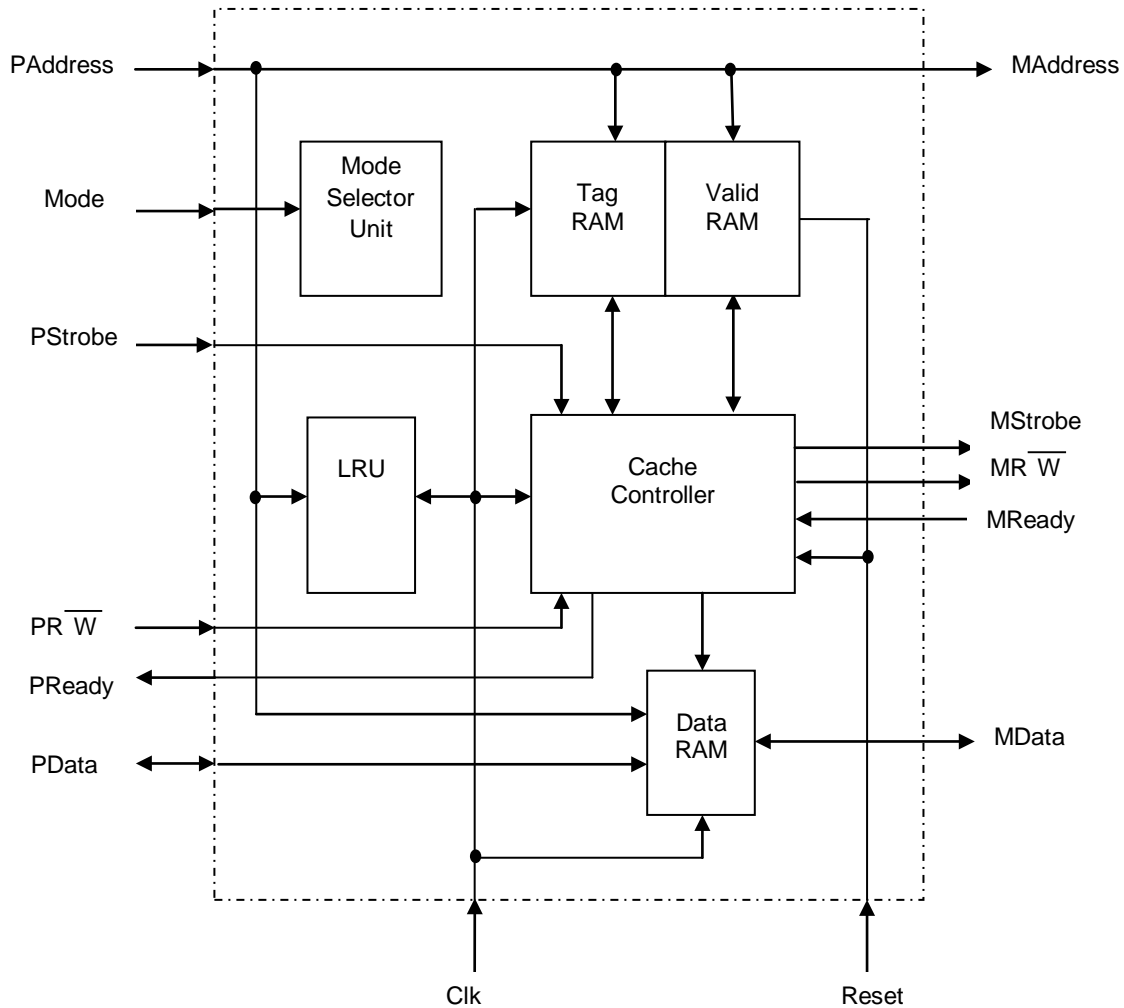 PAddress
MAddress
Mode
Selector
Unit
Tag
RAM
Valid
RAM
Mode
PStrobe
LRU
Cache
Controller
MStrobe
MR W̅
MReady
PR W̅
PReady
Data
RAM
PData
MData
Clk
Reset